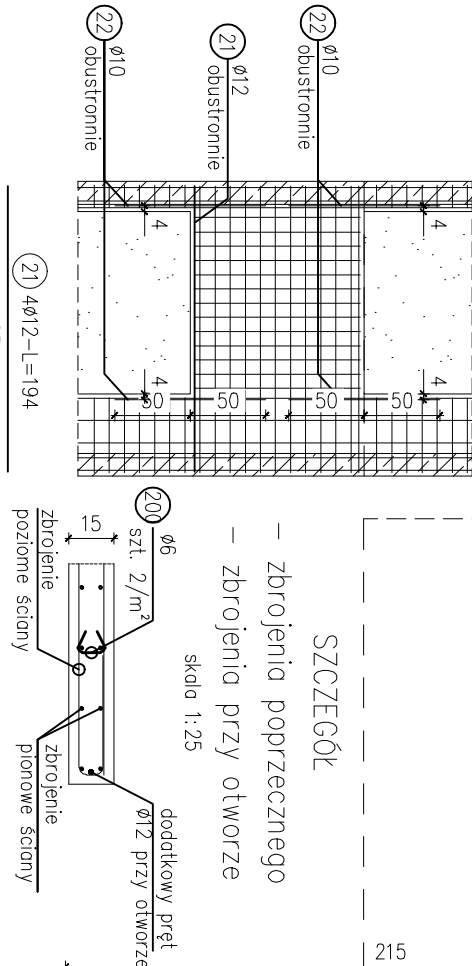 22
ø10
obustronnie
21
ø12
obustronnie
22
ø10
obustronnie
4
4
4
4
50
50
50
50
21 4ø12-L=194
SZCZEGÓŁ
- zbrojenia poprzecznego
- zbrojenia przy otworze
skala 1:25
200
ø6
szt. 2/m²
15
zbrojenie
poziome ściany
zbrojenie
pionowe ściany
dodatkowy pręt
ø12 przy otworze
215